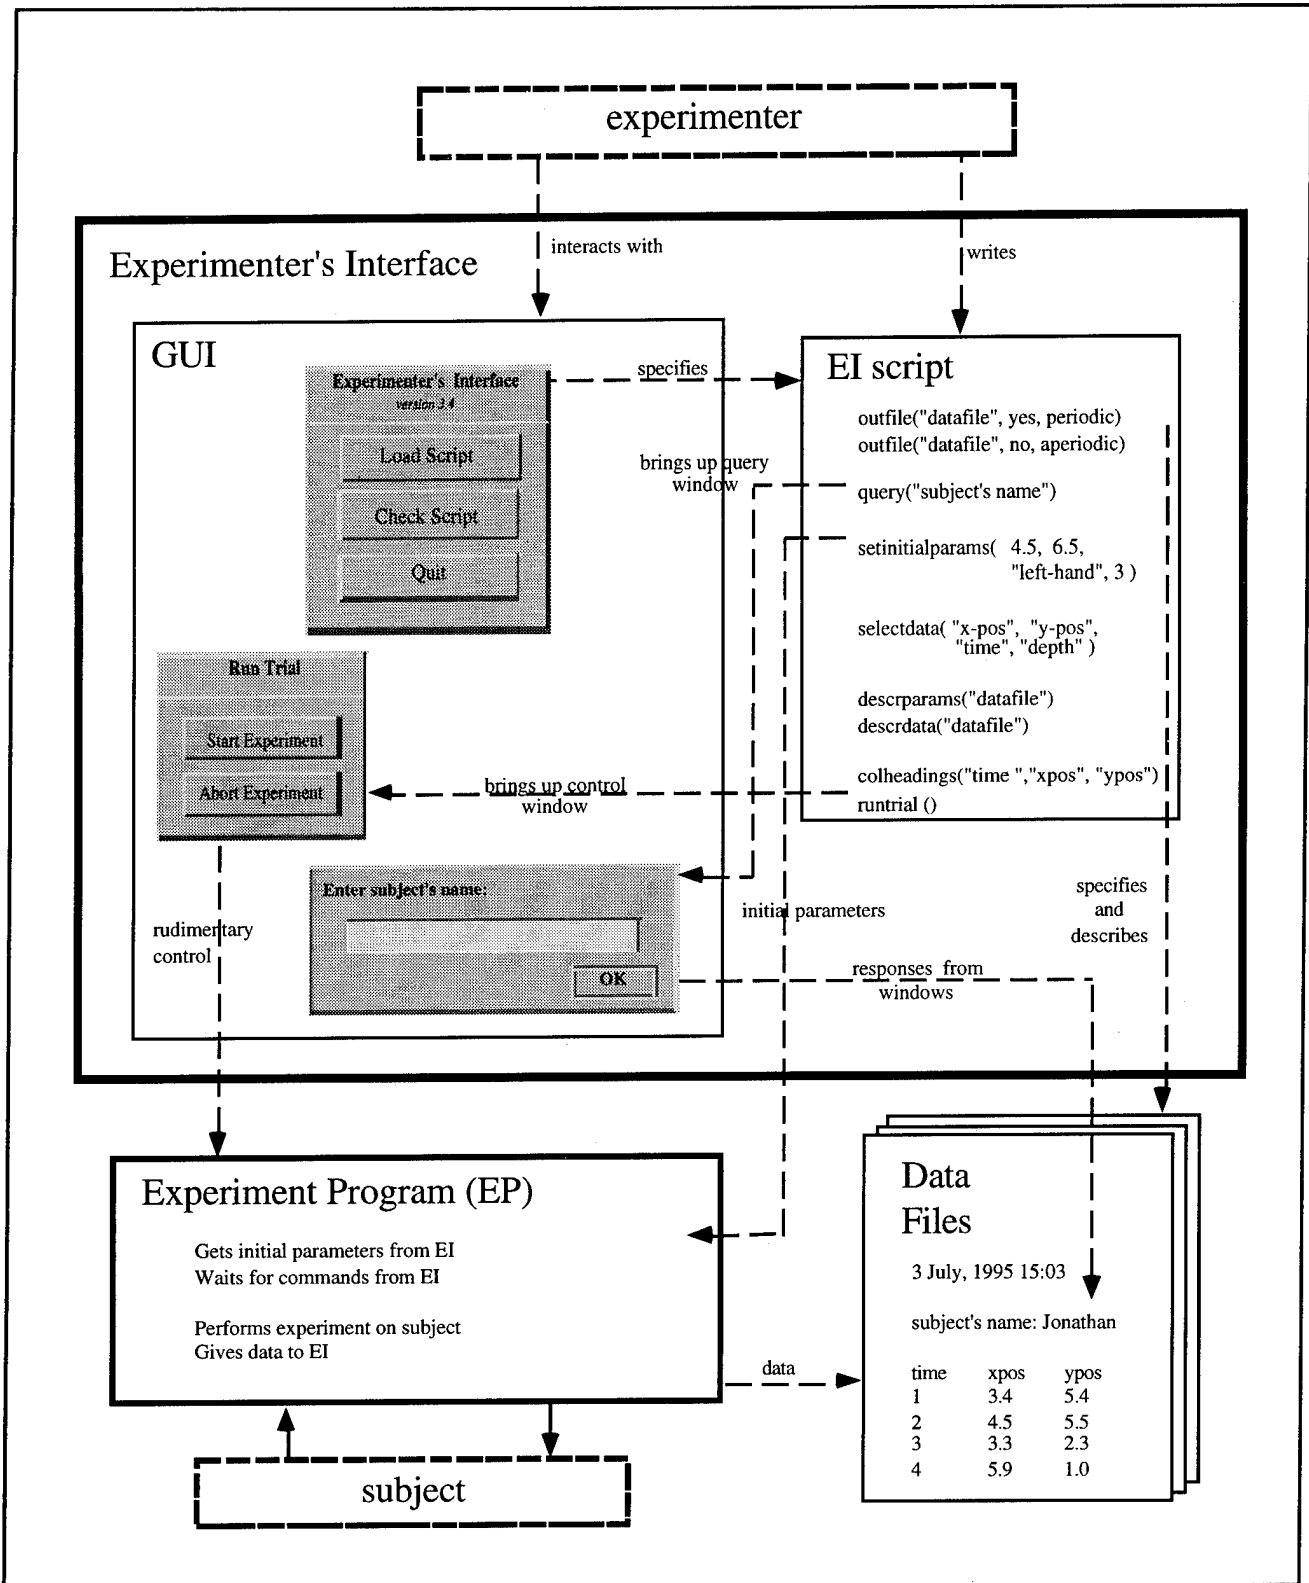 experimenter
interacts with
writes
Experimenter's Interface
GUI
Experimenter's Interface
version 3.4
Load Script
Check Script
Quit
specifies
EI script
outfile("datafile", yes, periodic)
outfile("datafile", no, aperiodic)
brings up query
window
query("subject's name")
setinitialparams( 4.5, 6.5,
"left-hand", 3 )
selectdata( "x-pos", "y-pos",
"time", "depth" )
descrparams("datafile")
descrdata("datafile")
colheadings("time ","xpos", "ypos")
runtrial ()
Run Trial
Start Experiment
Abort Experiment
brings up control
window
Enter subject's name:
OK
rudimentary
control
initial parameters
specifies
and
describes
responses from
windows
Experiment Program (EP)
Gets initial parameters from EI
Waits for commands from EI
Performs experiment on subject
Gives data to EI
data
Data
Files
3 July, 1995 15:03
subject's name: Jonathan
time xpos ypos
1 3.4 5.4
2 4.5 5.5
3 3.3 2.3
4 5.9 1.0
subject